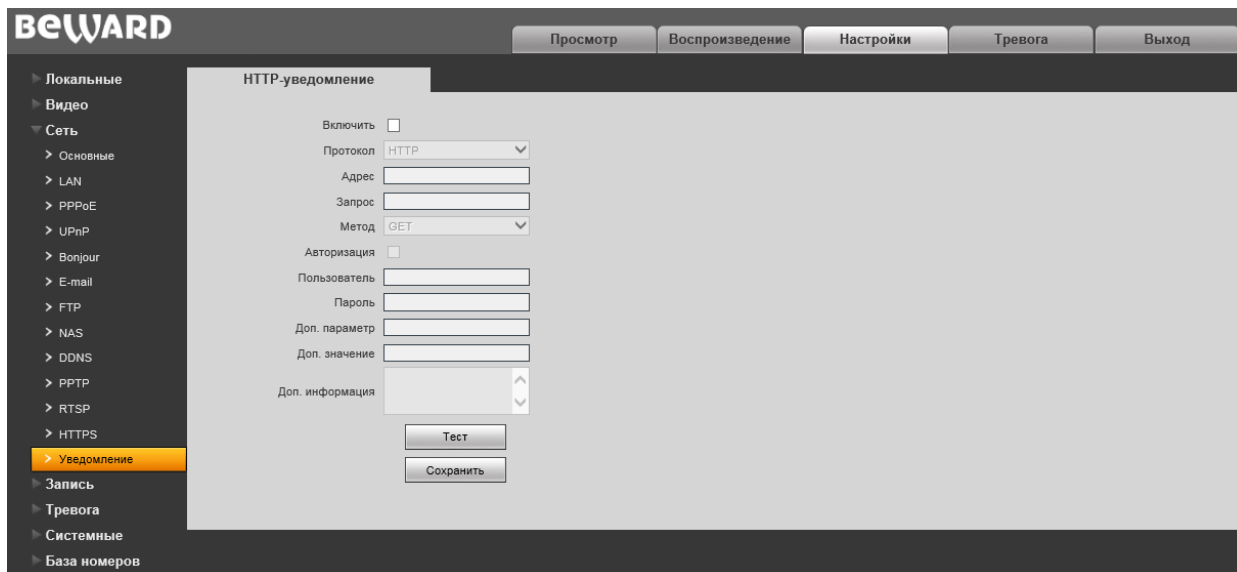 BEWARD
Просмотр
Воспроизведение
Настройки
Тревога
Выход
Локальные
Видео
Сеть
Основные
LAN
PPPoE
UPnP
Bonjour
E-mail
FTP
NAS
DDNS
PPTP
RTSP
HTTPS
Уведомление
Запись
Тревога
Системные
База номеров
HTTP-уведомление
Включить
Протокол HTTP
Адрес
Запрос
Метод GET
Авторизация
Пользователь
Пароль
Доп. параметр
Доп. значение
Доп. информация
Тест
Сохранить